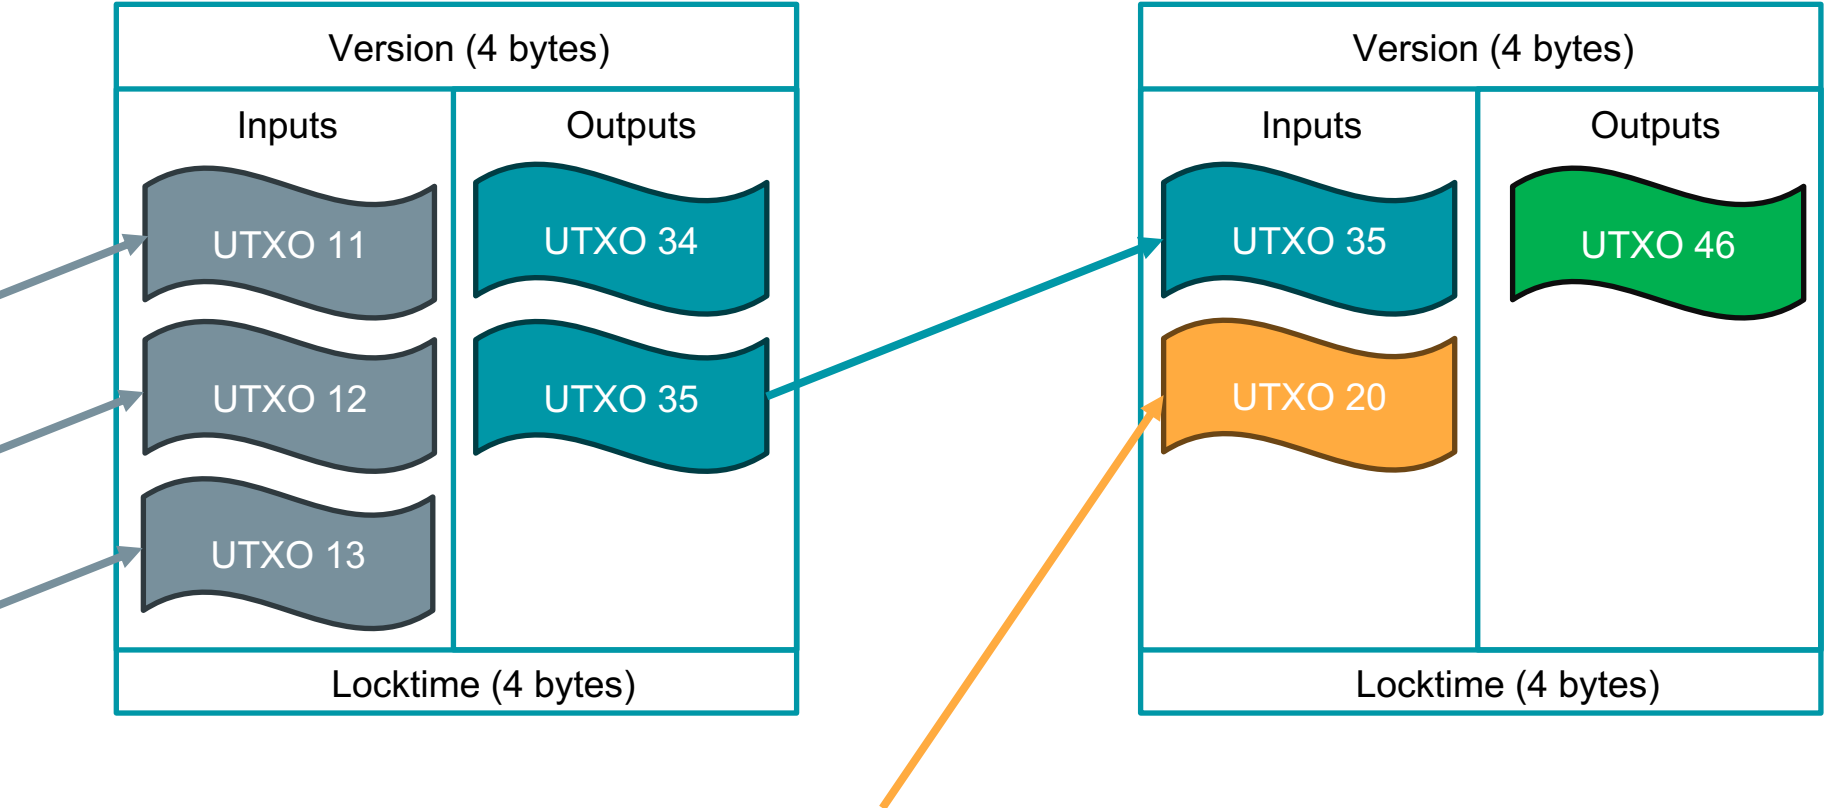 Version (4 bytes)
Inputs
Outputs
UTXO 11
UTXO 34
UTXO 12
UTXO 35
UTXO 13
Locktime (4 bytes)
Version (4 bytes)
Inputs
Outputs
UTXO 35
UTXO 46
UTXO 20
Locktime (4 bytes)